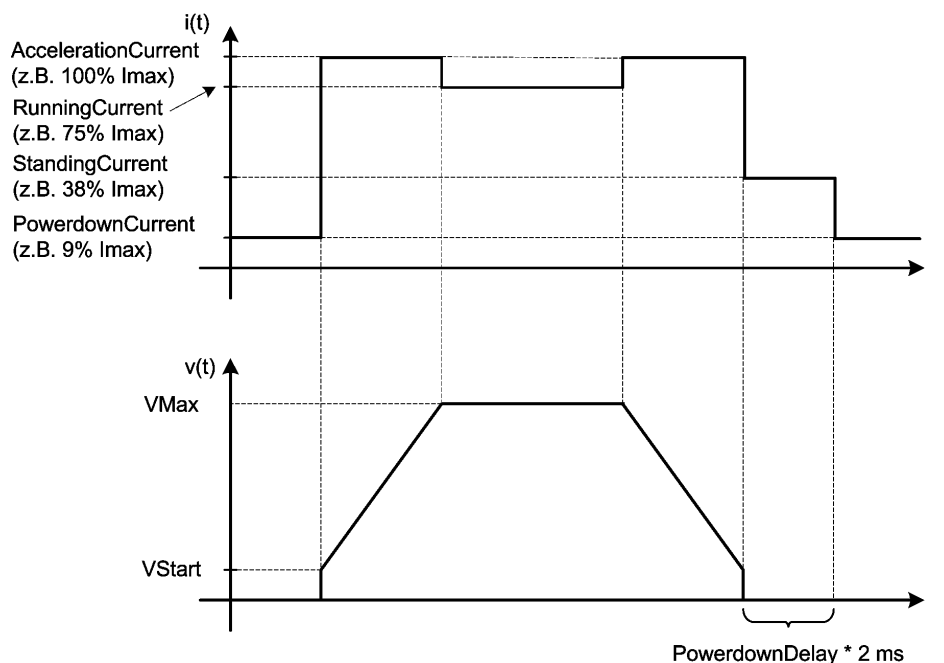 i(t)
AccelerationCurrent
(z.B. 100% Imax)
RunningCurrent
(z.B. 75% Imax)
StandingCurrent
(z.B. 38% Imax)
PowerdownCurrent
(z.B. 9% Imax)
v(t)
VMax
VStart
PowerdownDelay * 2 ms